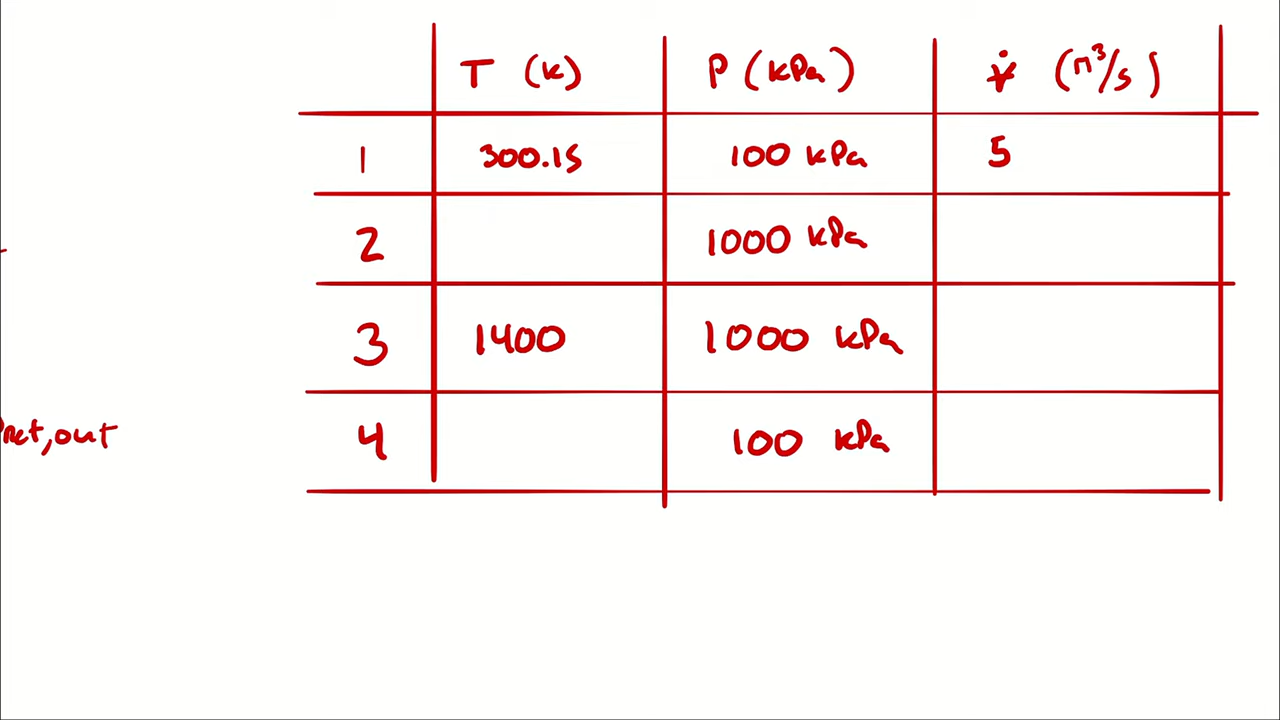 T (K) P (kPa) V̇ (m³/s)
1 300.15 100 kPa 5
2 1000 kPa
3 1400 1000 kPa
net,out 4 100 kPa